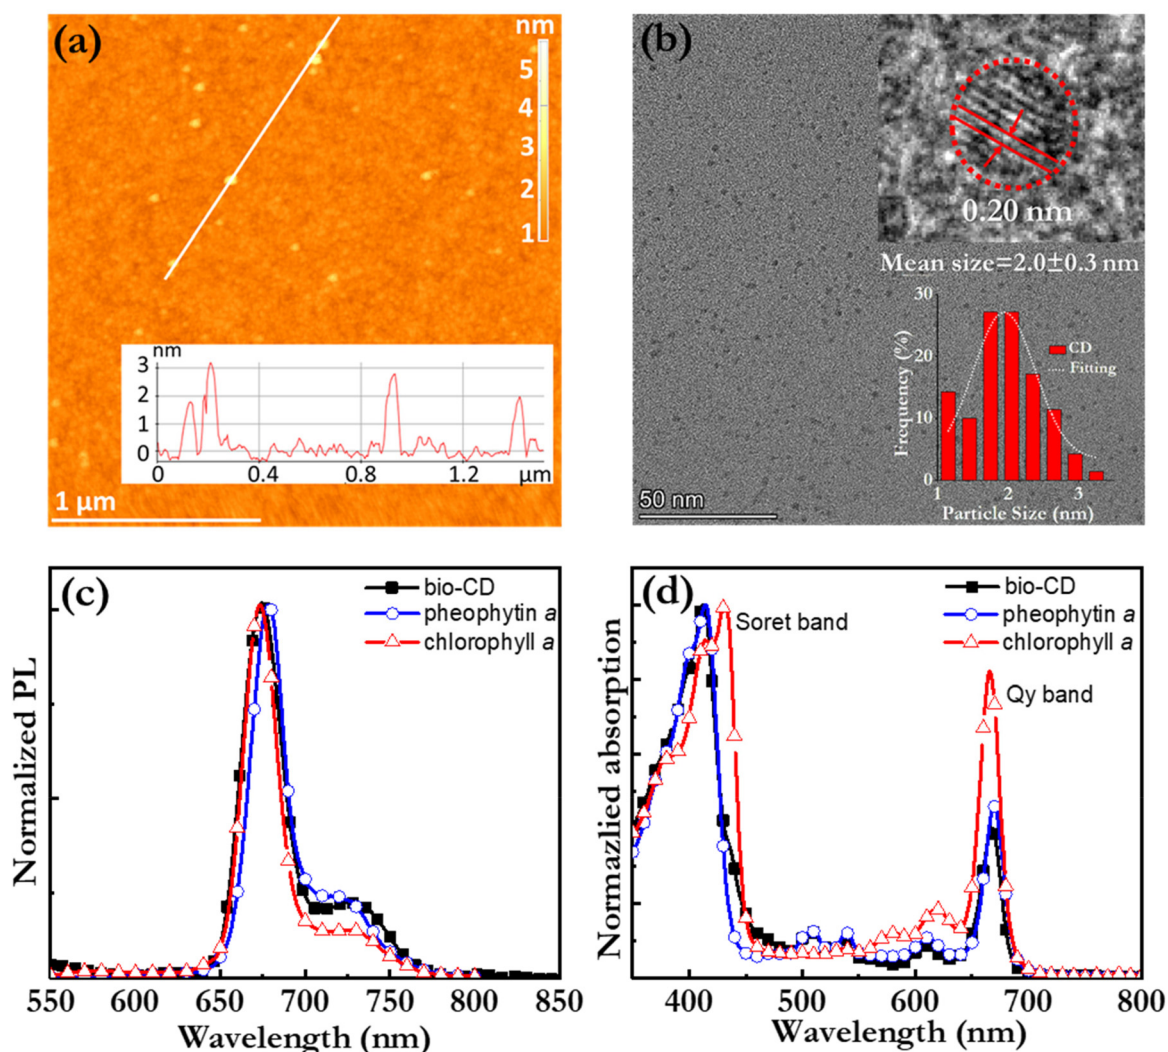 (a)
nm
5
4
3
2
1
nm
3
2
1
0
0
0.4
0.8
1.2
μm
1 μm
(b)
0.20 nm
Mean size=2.0±0.3 nm
30
20
10
0
Frequency (%)
CD
Fitting
1
2
3
Particle Size (nm)
50 nm
(c)
bio-CD
pheophytin a
chlorophyll a
Normalized PL
550
600
650
700
750
800
850
Wavelength (nm)
(d)
bio-CD
pheophytin a
chlorophyll a
Soret band
Qy band
Normazlied absorption
400
500
600
700
800
Wavelength (nm)